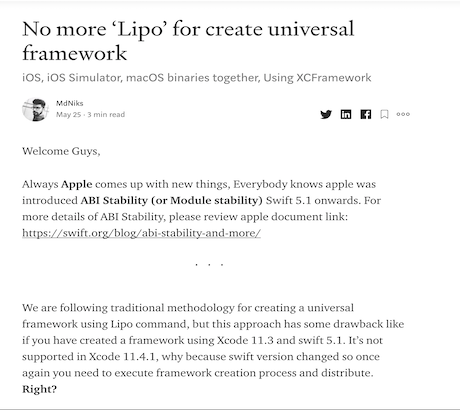 No more ‘Lipo’ for create universal
framework
iOS, iOS Simulator, macOS binaries together, Using XCFramework
MdNiks
May 25 · 3 min read
Welcome Guys,
Always Apple comes up with new things, Everybody knows apple was
introduced ABI Stability (or Module stability) Swift 5.1 onwards. For
more details of ABI Stability, please review apple document link:
https://swift.org/blog/abi-stability-and-more/
. . .
We are following traditional methodology for creating a universal
framework using Lipo command, but this approach has some drawback like
if you have created a framework using Xcode 11.3 and swift 5.1. It’s not
supported in Xcode 11.4.1, why because swift version changed so once
again you need to execute framework creation process and distribute.
Right?